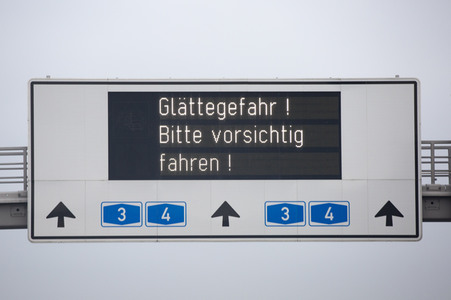 Glättegefahr !
Bitte vorsichtig
fahren !
3 4 3 4